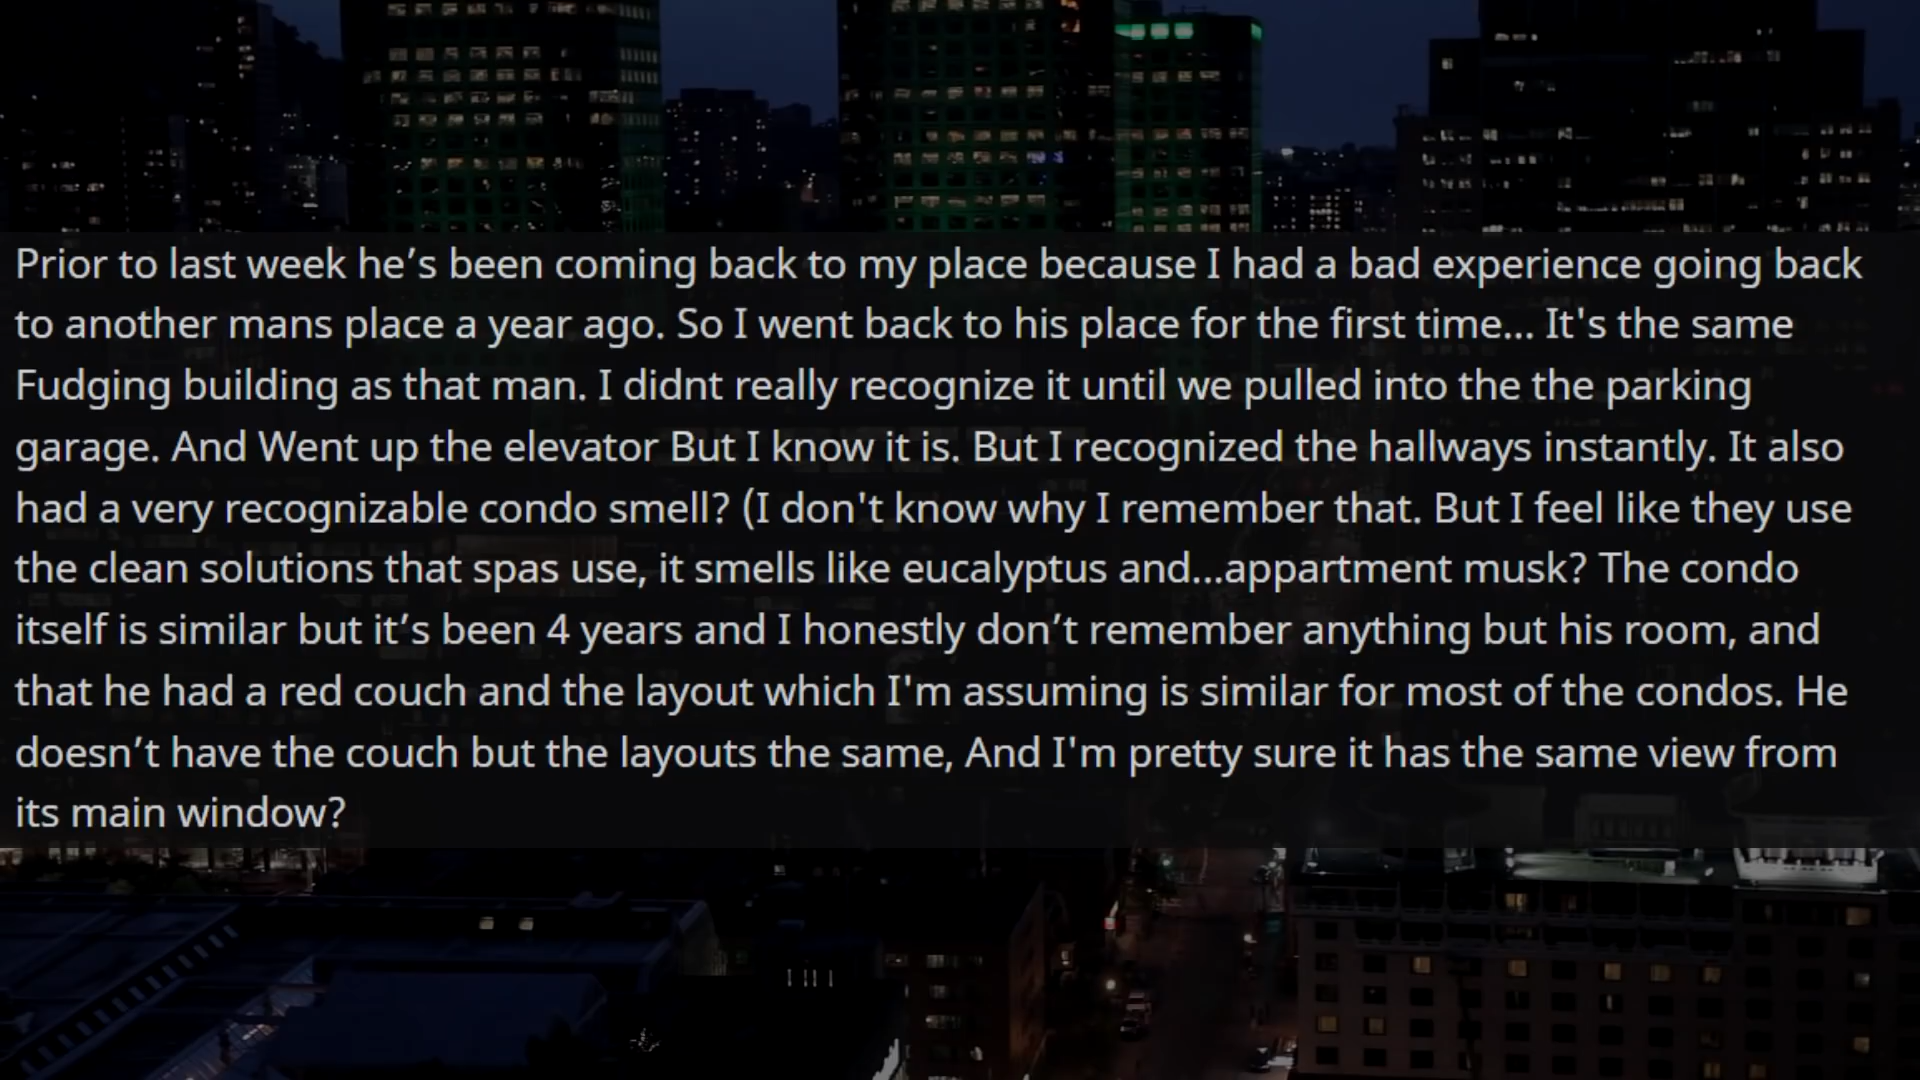 Prior to last week he’s been coming back to my place because I had a bad experience going back
to another mans place a year ago. So I went back to his place for the first time... It's the same
Fudging building as that man. I didnt really recognize it until we pulled into the the parking
garage. And Went up the elevator But I know it is. But I recognized the hallways instantly. It also
had a very recognizable condo smell? (I don't know why I remember that. But I feel like they use
the clean solutions that spas use, it smells like eucalyptus and...appartment musk? The condo
itself is similar but it’s been 4 years and I honestly don’t remember anything but his room, and
that he had a red couch and the layout which I'm assuming is similar for most of the condos. He
doesn’t have the couch but the layouts the same, And I'm pretty sure it has the same view from
its main window?